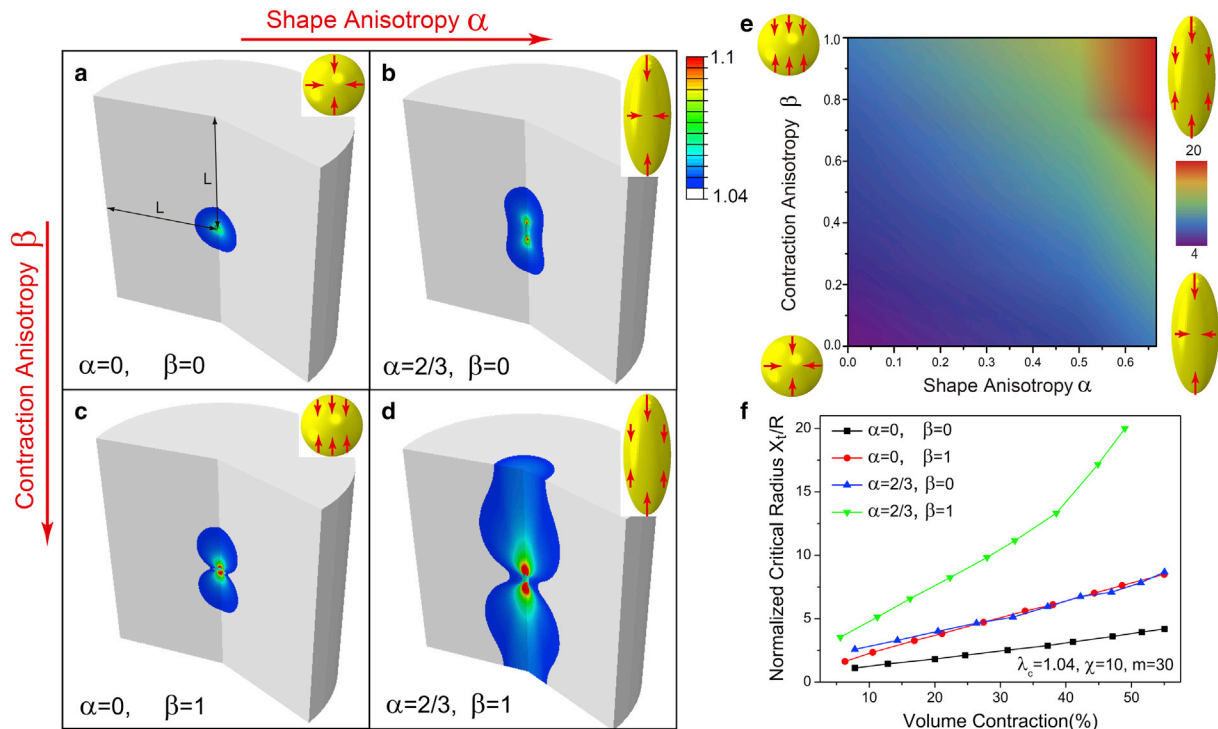 Shape Anisotropy α
Contraction Anisotropy β
a
L
L
α=0, β=0
b
α=2/3, β=0
1.1
1.04
c
α=0, β=1
d
α=2/3, β=1
e
Contraction Anisotropy β
1.0
0.8
0.6
0.4
0.2
0.0
0.0 0.1 0.2 0.3 0.4 0.5 0.6
Shape Anisotropy α
20
4
f
Normalized Critical Radius Xt/R
20
15
10
5
0
α=0, β=0
α=0, β=1
α=2/3, β=0
α=2/3, β=1
λc=1.04, χ=10, m=30
10 20 30 40 50
Volume Contraction(%)